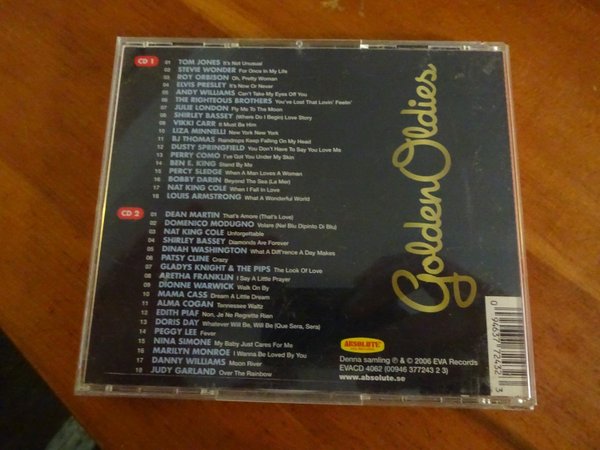 CD 1
01 TOM JONES It's Not Unusual
02 STEVIE WONDER For Once in My Life
03 ROY ORBISON Oh, Pretty Woman
04 ELVIS PRESLEY It's Now Or Never
05 ANDY WILLIAMS Can't Take My Eyes Off You
06 THE RIGHTEOUS BROTHERS You've Lost That Lovin' Feelin'
07 JULIE LONDON Fly Me To The Moon
08 SHIRLEY BASSEY (Where Do I Begin) Love Story
09 VIKKI CARR It Must Be Him
10 LIZA MINNELLI New York New York
11 BJ THOMAS Raindrops Keep Falling On My Head
12 DUSTY SPRINGFIELD You Don't Have To Say You Love Me
13 PERRY COMO I've Got You Under My Skin
14 BEN E. KING Stand By Me
15 PERCY SLEDGE When A Man Loves A Woman
16 BOBBY DARIN Beyond The Sea (La Mer)
17 NAT KING COLE When I Fall In Love
18 LOUIS ARMSTRONG What A Wonderful World
CD 2
01 DEAN MARTIN That's Amore (That's Love)
02 DOMENICO MODUGNO Volare (Nel Blu Dipinto Di Blu)
03 NAT KING COLE Unforgettable
04 SHIRLEY BASSEY Diamonds Are Forever
05 DINAH WASHINGTON What A Diff'rence A Day Makes
06 PATSY CLINE Crazy
07 GLADYS KNIGHT & THE PIPS The Look Of Love
08 ARETHA FRANKLIN I Say A Little Prayer
09 DIONNE WARWICK Walk On By
10 MAMA CASS Dream A Little Dream
11 ALMA COGAN Tennessee Waltz
12 EDITH PIAF Non, Je Ne Regrette Rien
13 DORIS DAY Whatever Will Be, Will Be (Que Sera, Sera)
14 PEGGY LEE Fever
15 NINA SIMONE My Baby Just Cares For Me
16 MARILYN MONROE I Wanna Be Loved By You
17 DANNY WILLIAMS Moon River
18 JUDY GARLAND Over The Rainbow
Golden Oldies
ABSOLUTE
Denna samling ℗ & © 2006 EVA Records
EVACD 4062 (00946 377243 2 3)
www.absolute.se
0 94637 72432 3